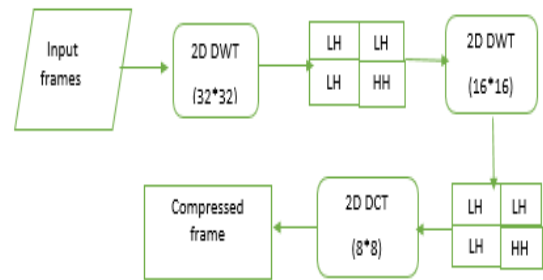 Input
frames
2D DWT
(32*32)
LH LH
LH HH
2D DWT
(16*16)
LH LH
LH HH
2D DCT
(8*8)
Compressed
frame